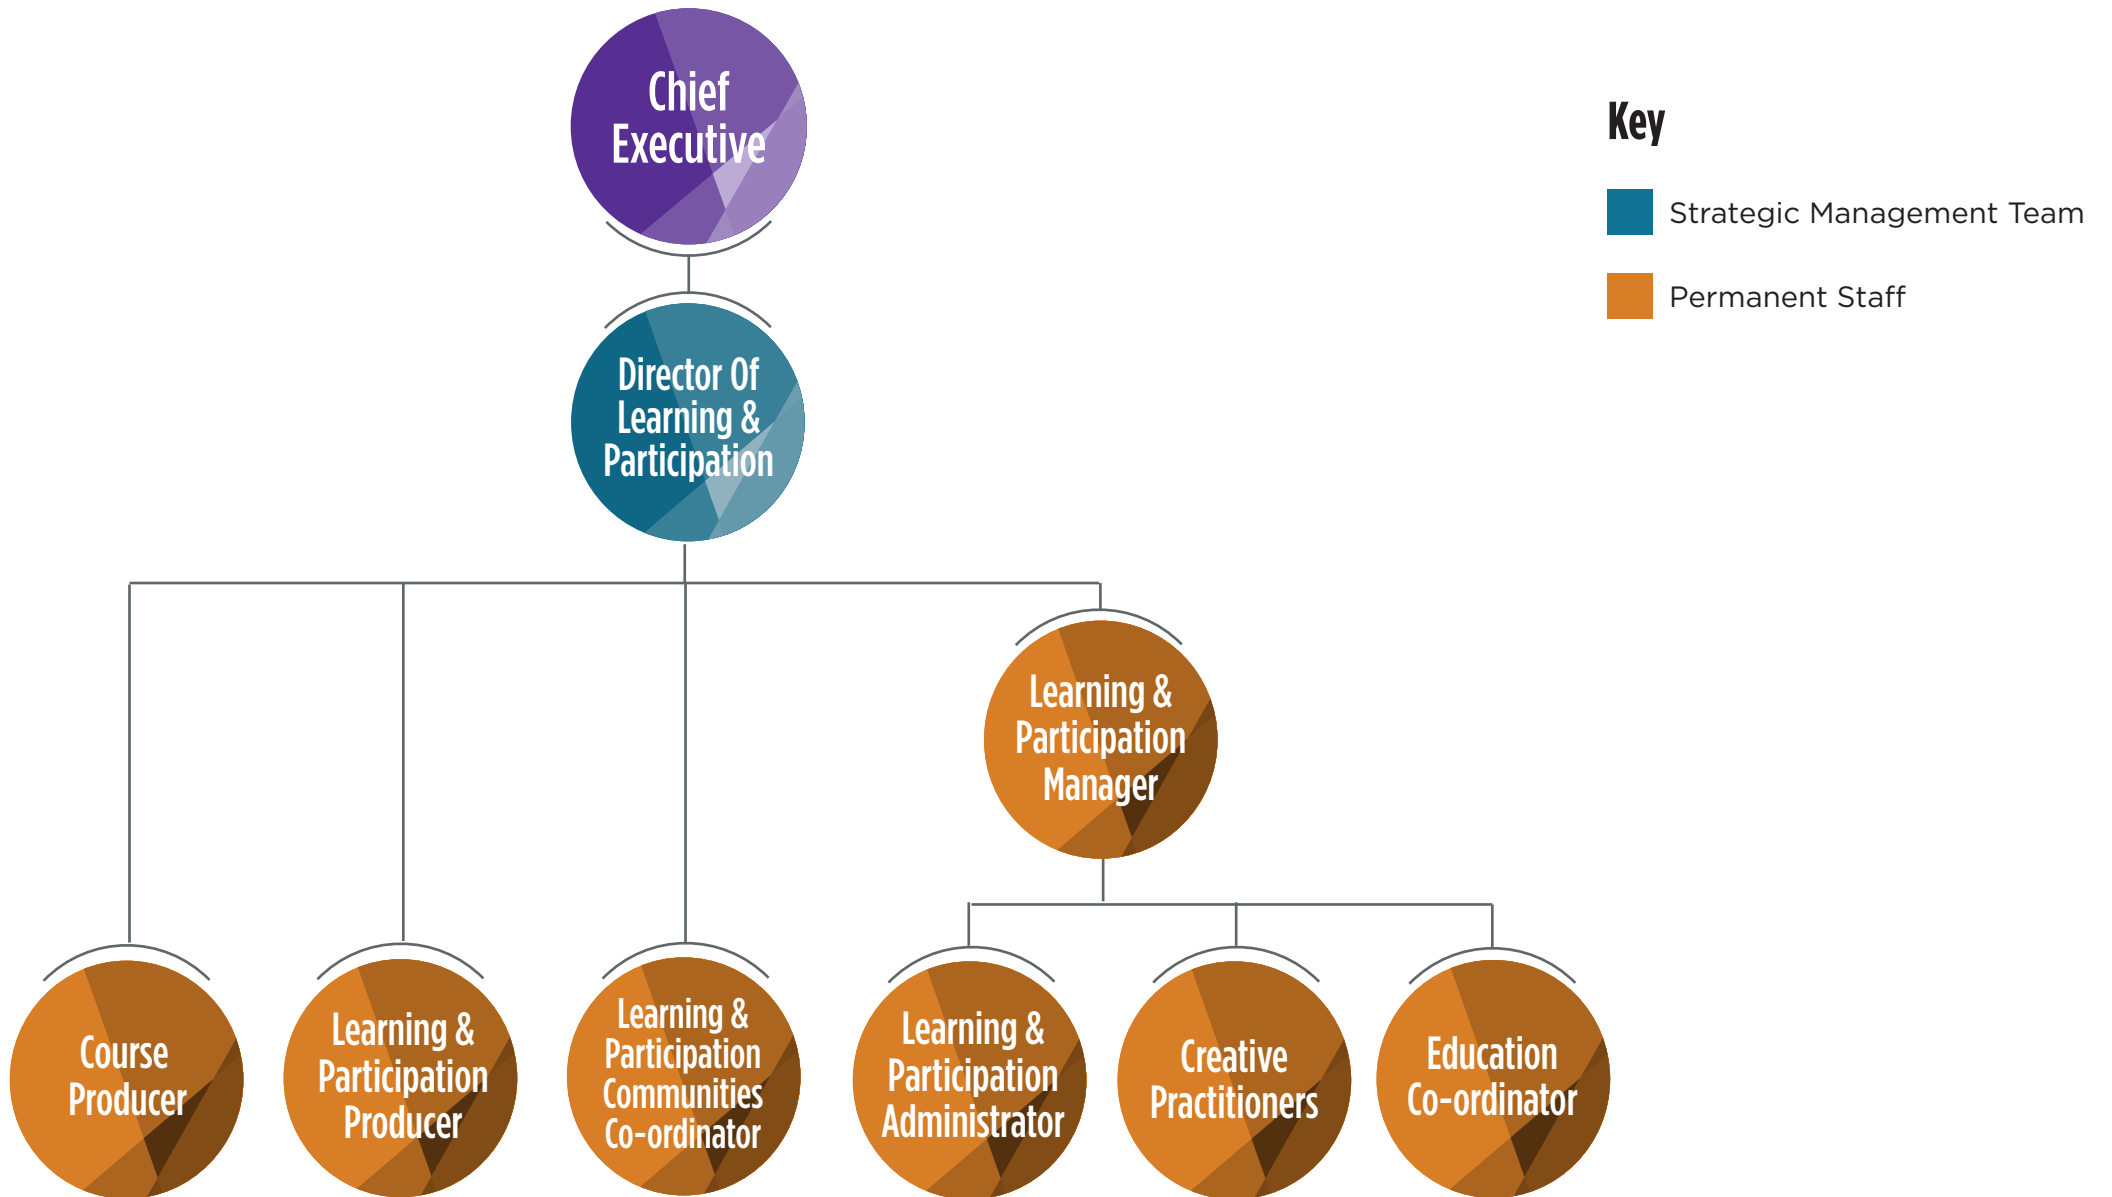 Chief
Executive
Key
Strategic Management Team
Permanent Staff
Director Of
Learning &
Participation
Learning &
Participation
Manager
Course
Producer
Learning &
Participation
Producer
Learning &
Participation
Communities
Co-ordinator
Learning &
Participation
Administrator
Creative
Practitioners
Education
Co-ordinator